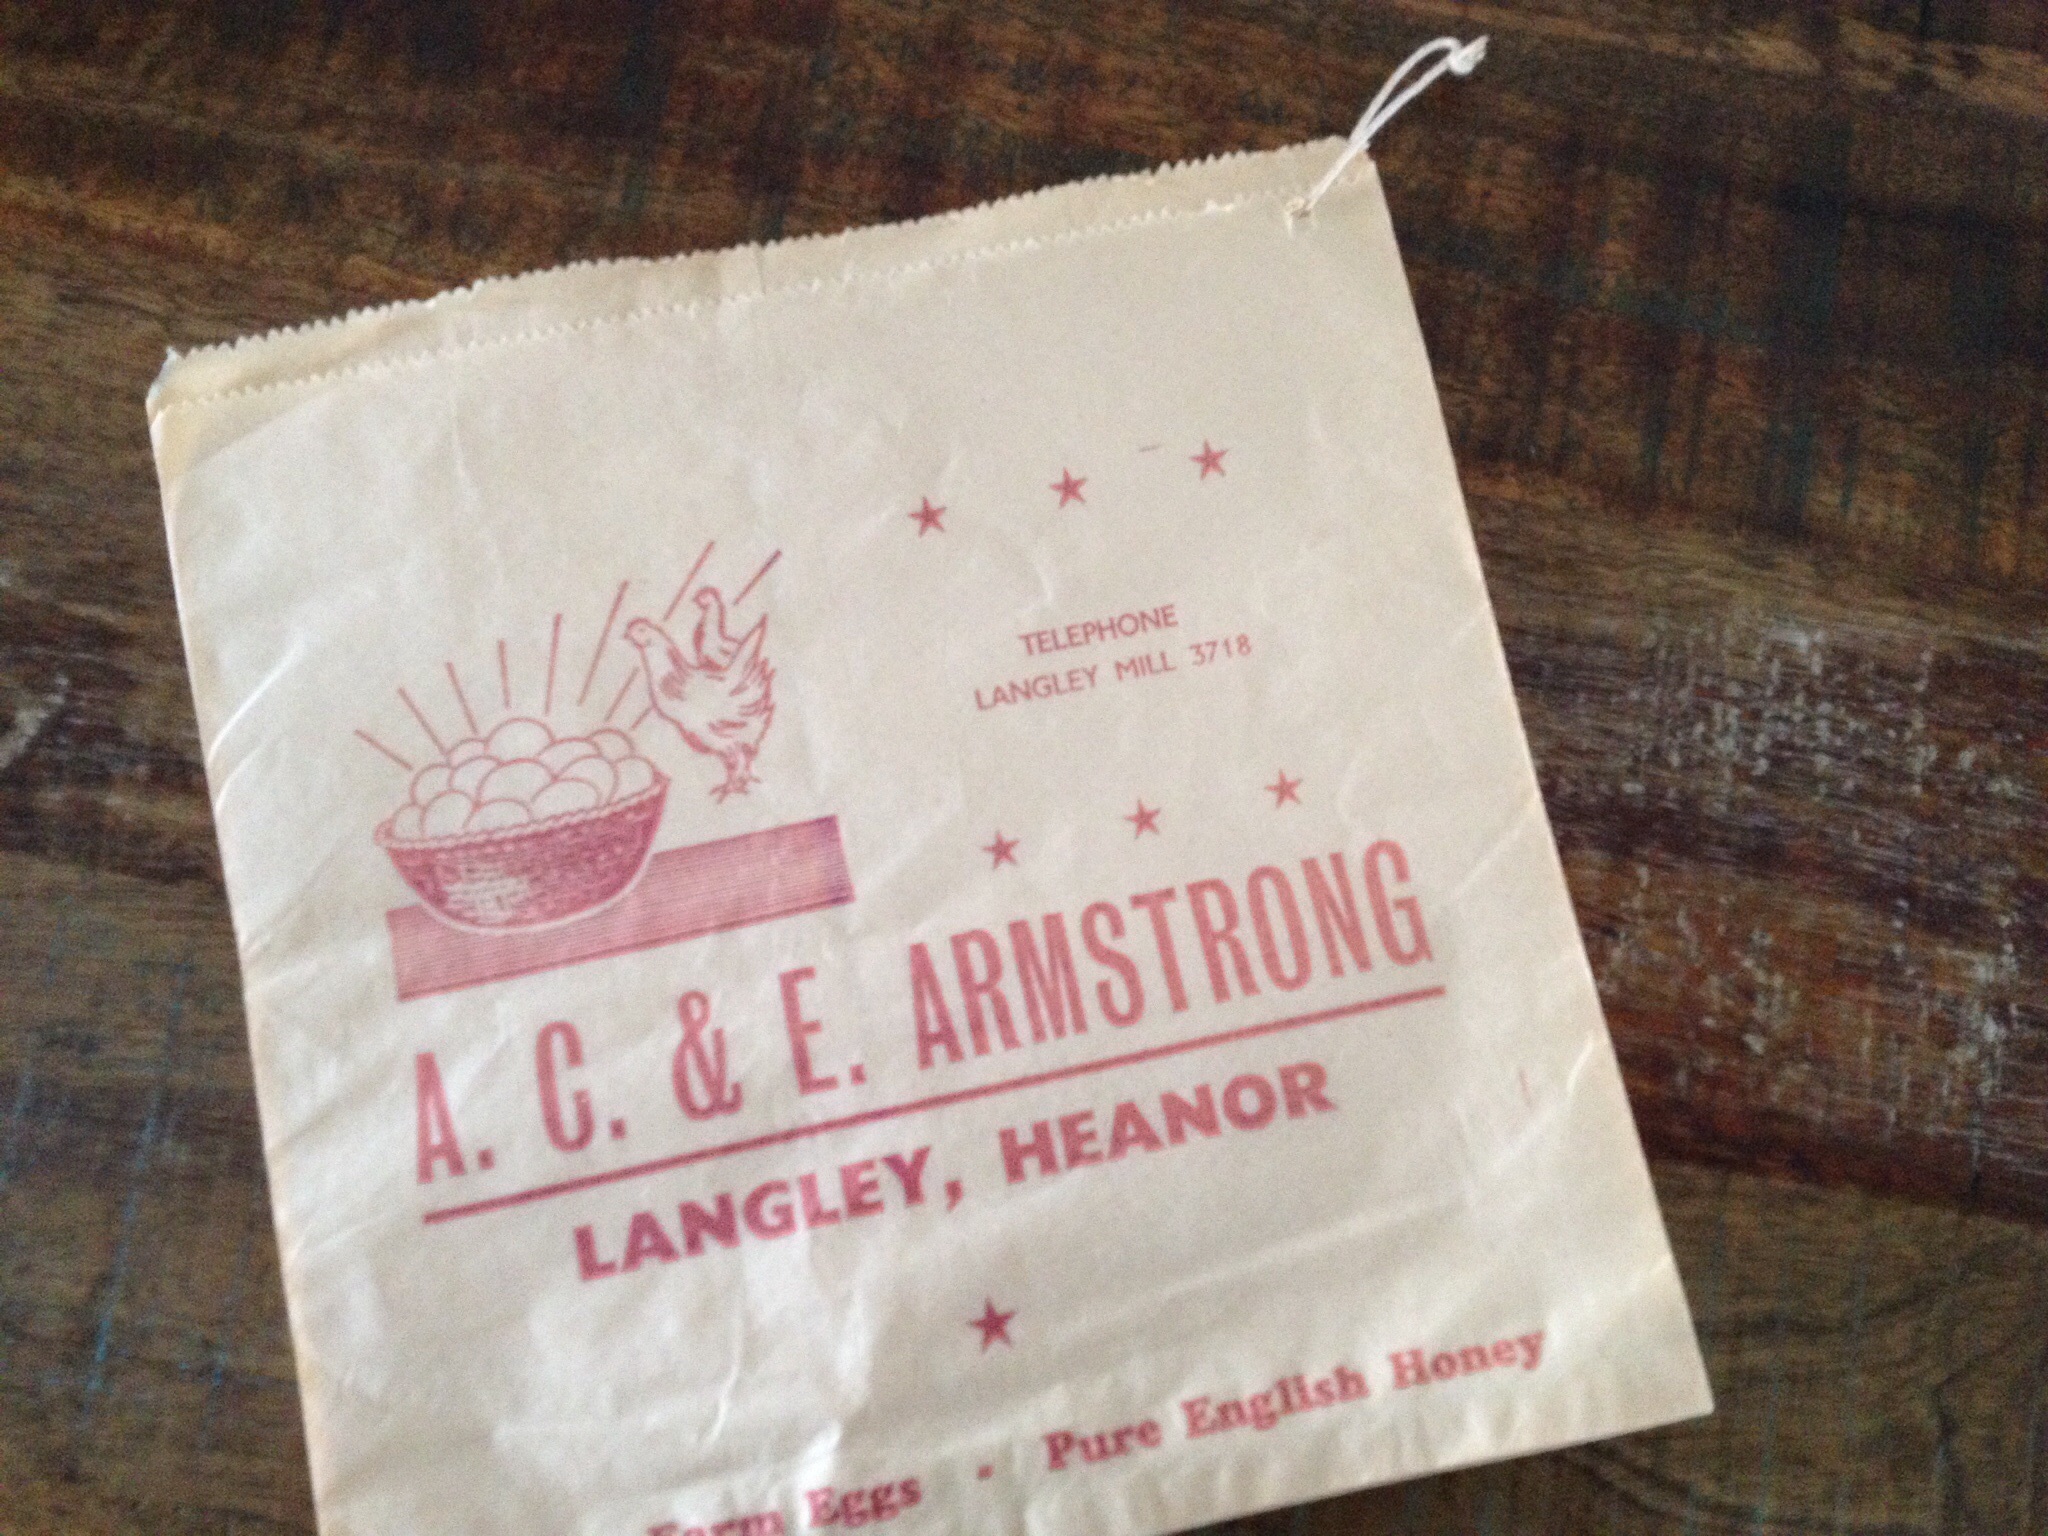 TELEPHONE
LANGLEY MILL 3718
A. C. & E. ARMSTRONG
LANGLEY, HEANOR
Farm Eggs - Pure English Honey